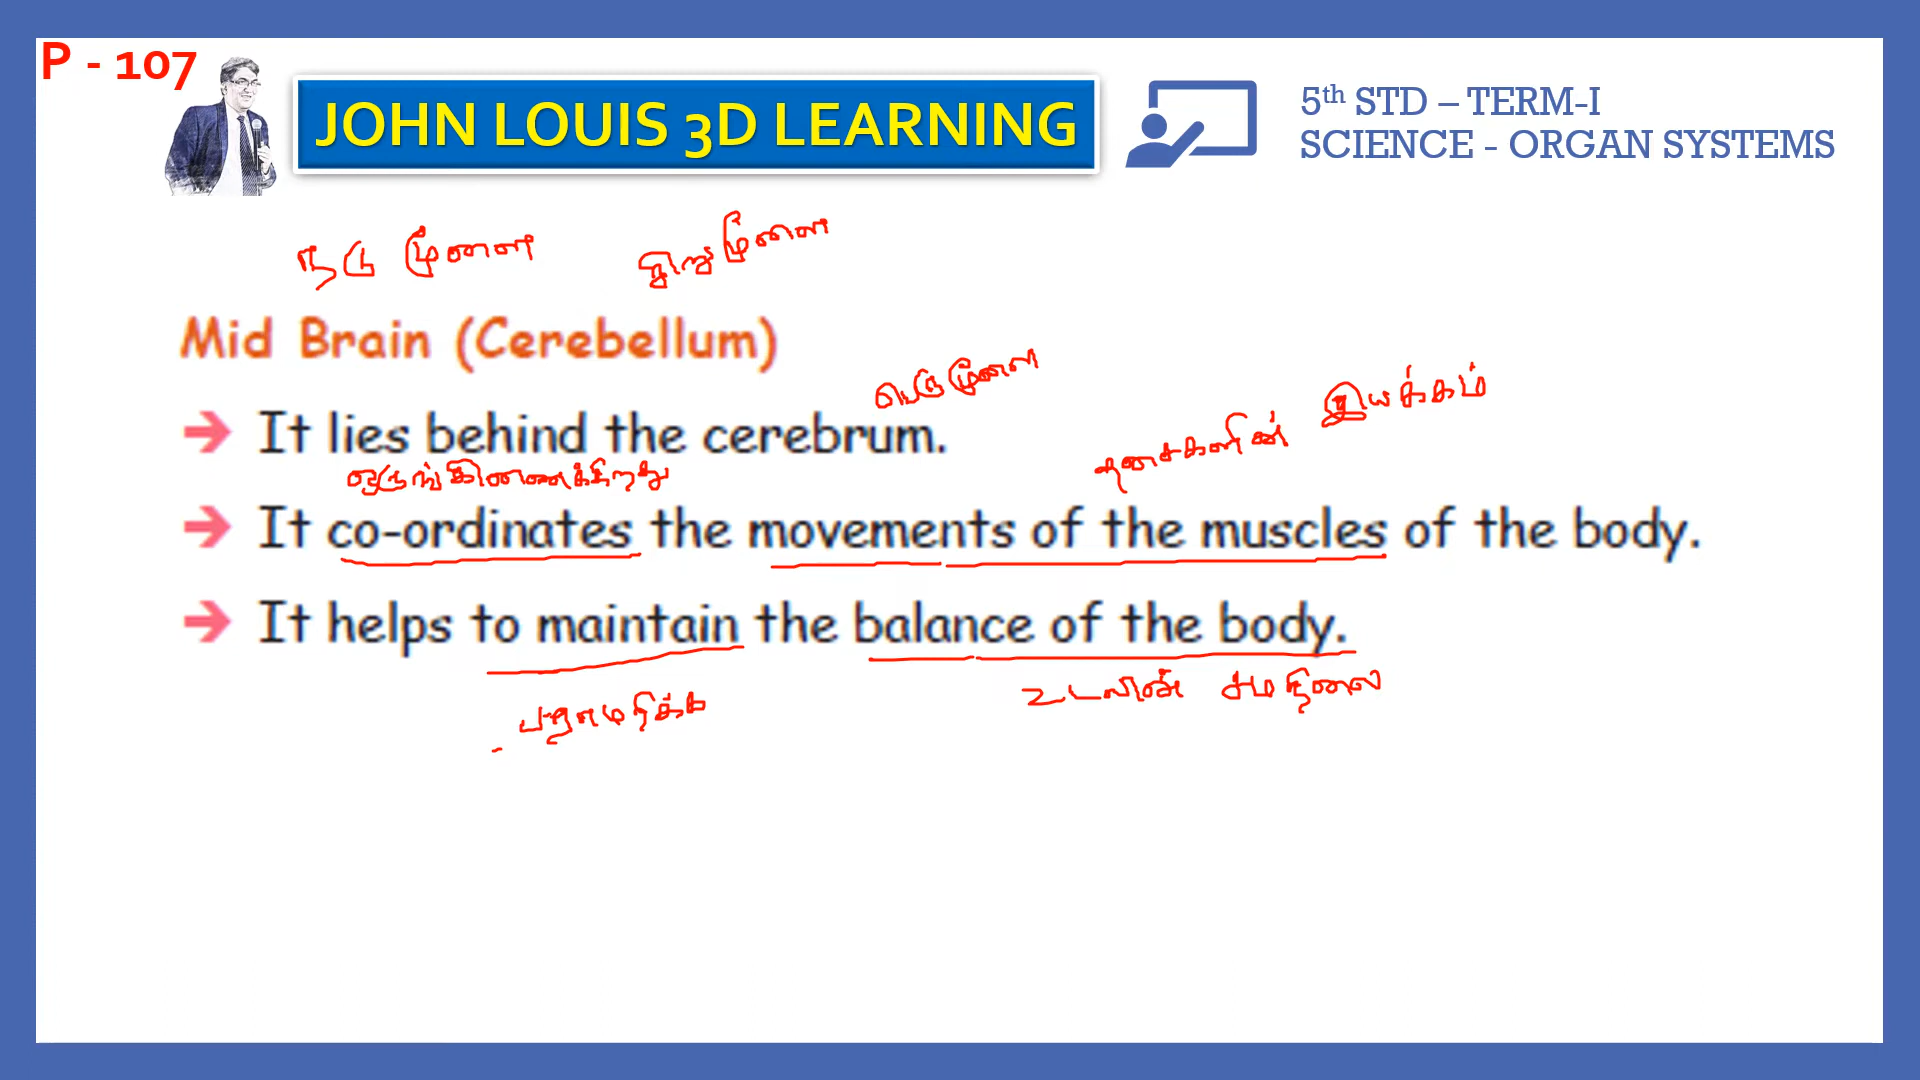 P - 107
JOHN LOUIS 3D LEARNING
5th STD – TERM-I
SCIENCE - ORGAN SYSTEMS
நடு மூளை சிறுமூளை
Mid Brain (Cerebellum)
பெருமூளை
➔ It lies behind the cerebrum.
ஒருங்கிணைக்கிறது தசைகளின் இயக்கம்
➔ It co-ordinates the movements of the muscles of the body.
➔ It helps to maintain the balance of the body.
பராமரிக்க உடலின் சமநிலை